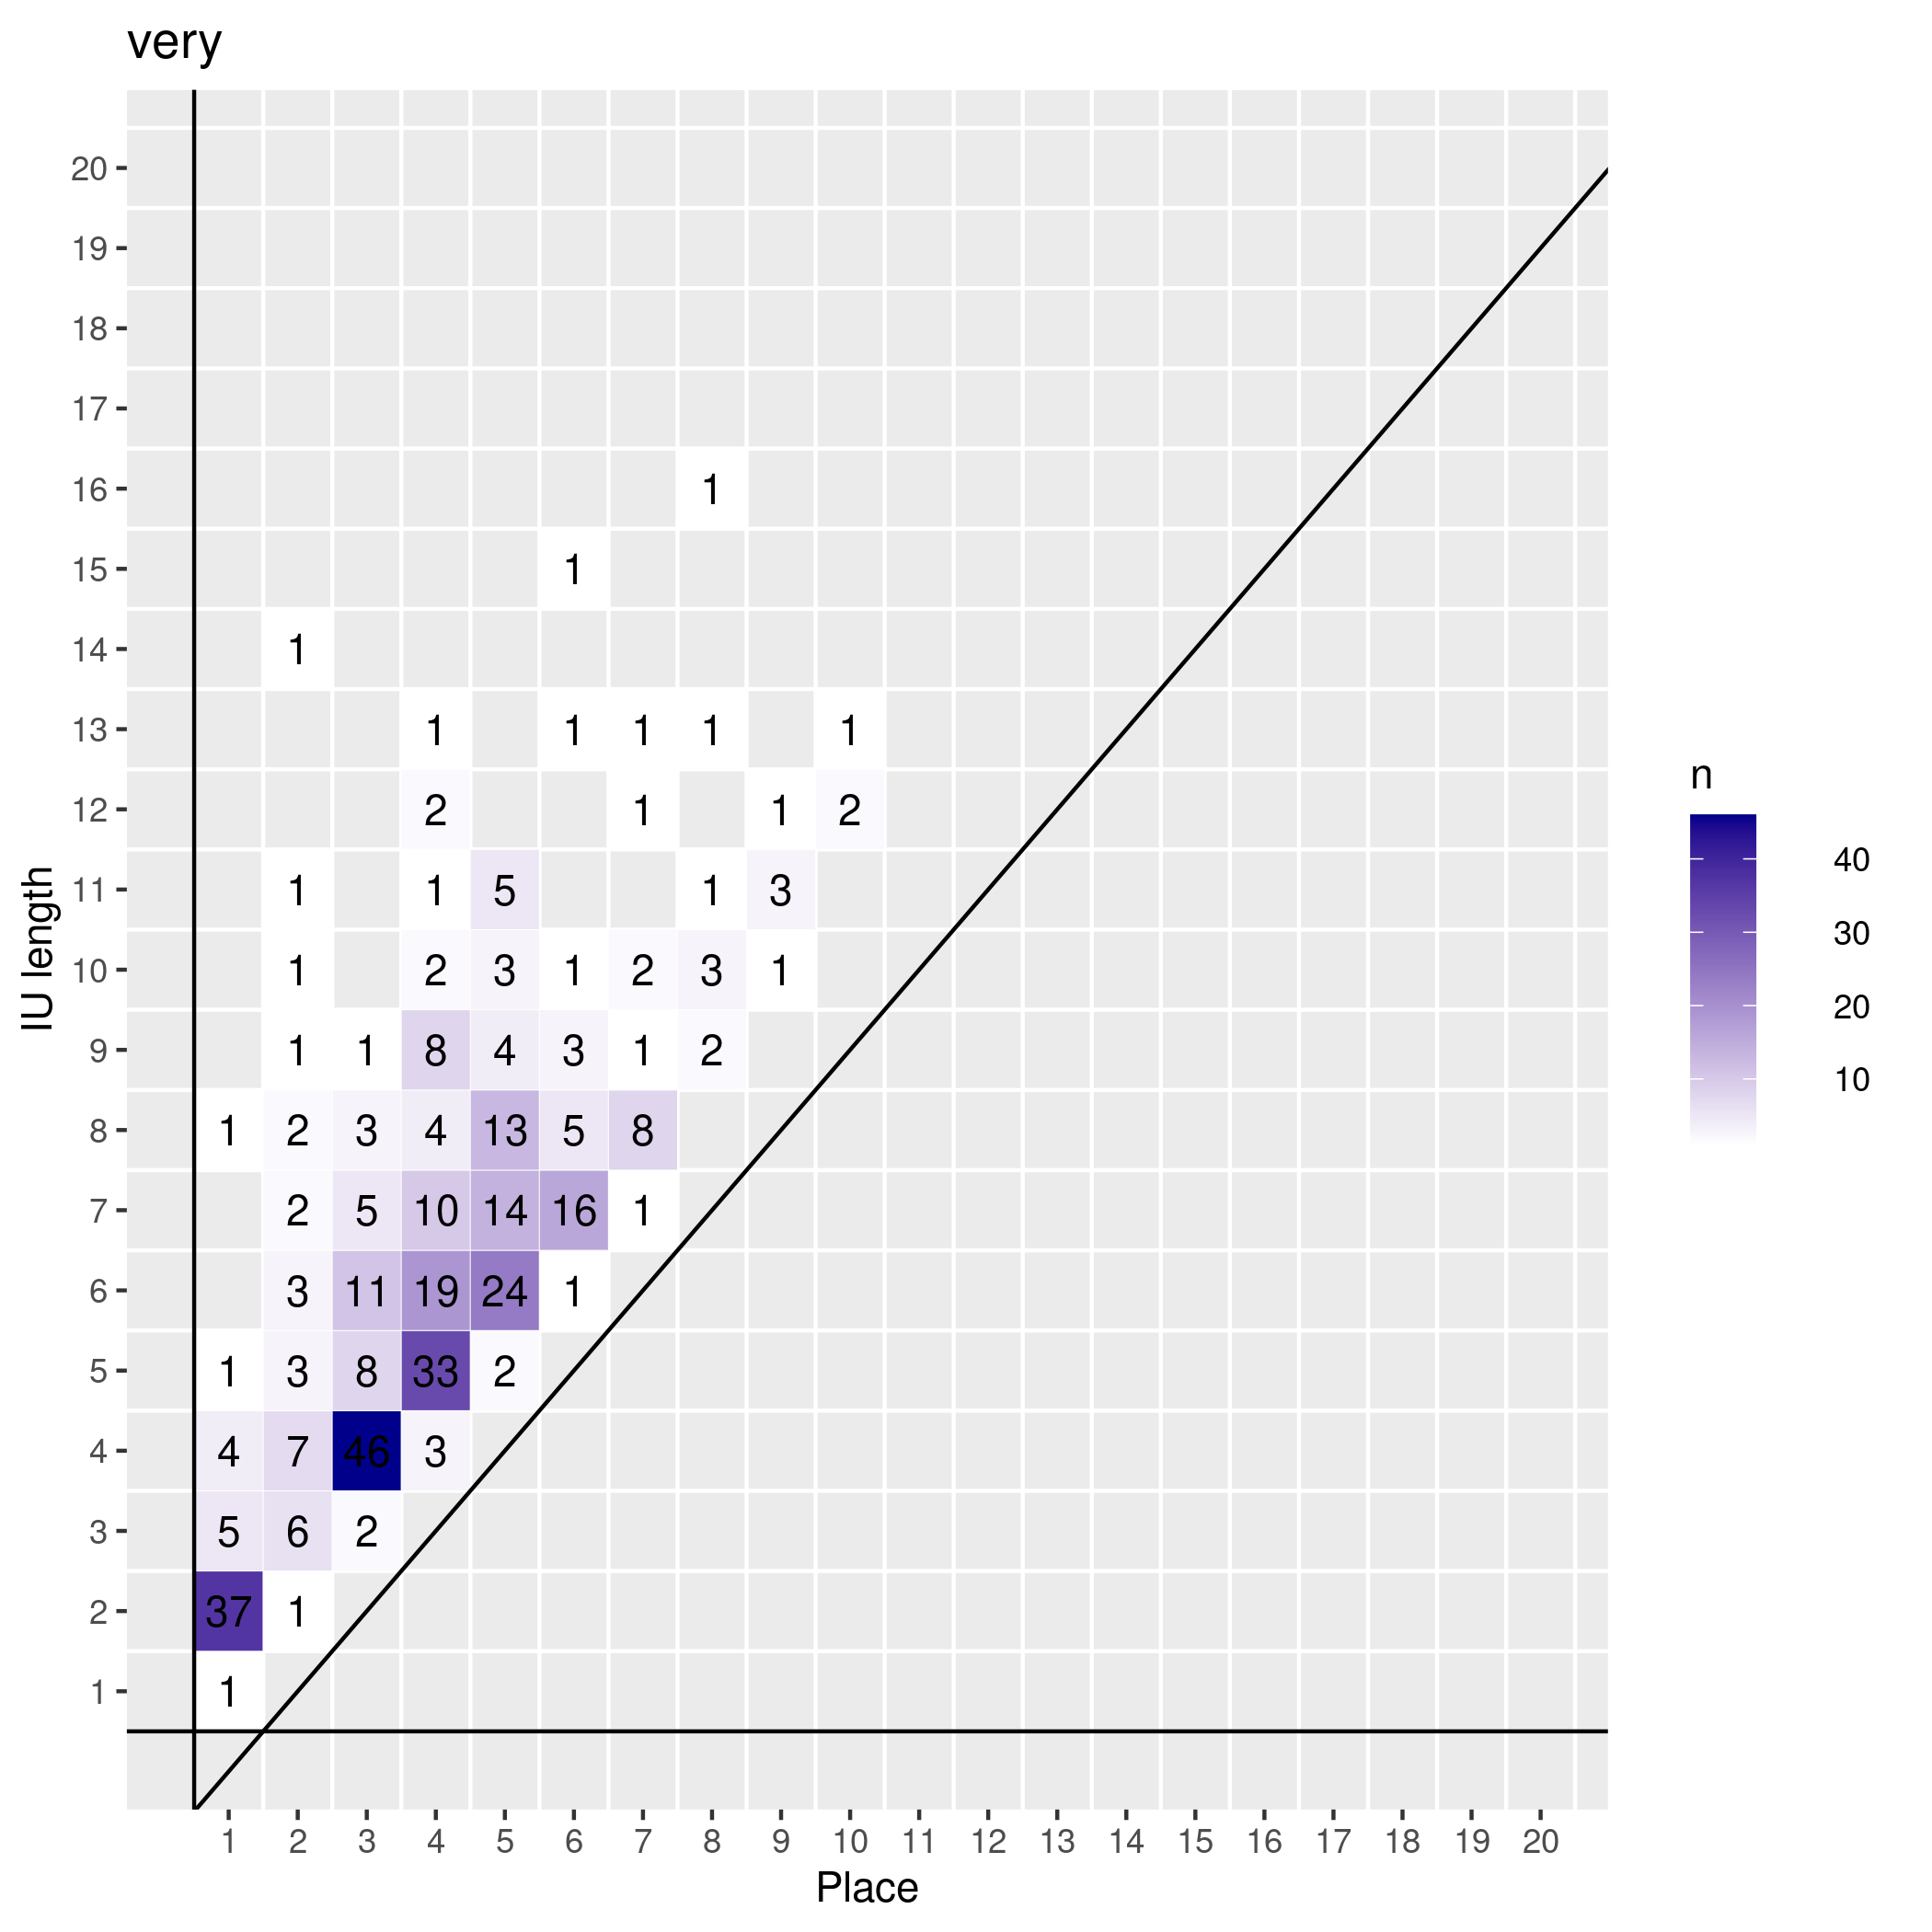 very
20
19
18
17
16 1
15 1
14 1
13 1 1 1 1 1
12 2 1 1 2
11 1 1 5 1 3
10 1 2 3 1 2 3 1
9 1 1 8 4 3 1 2
8 1 2 3 4 13 5 8
7 2 5 10 14 16 1
6 3 11 19 24 1
5 1 3 8 33 2
4 4 7 46 3
3 5 6 2
2 37 1
1 1
1 2 3 4 5 6 7 8 9 10 11 12 13 14 15 16 17 18 19 20
Place
IU length
n
40
30
20
10